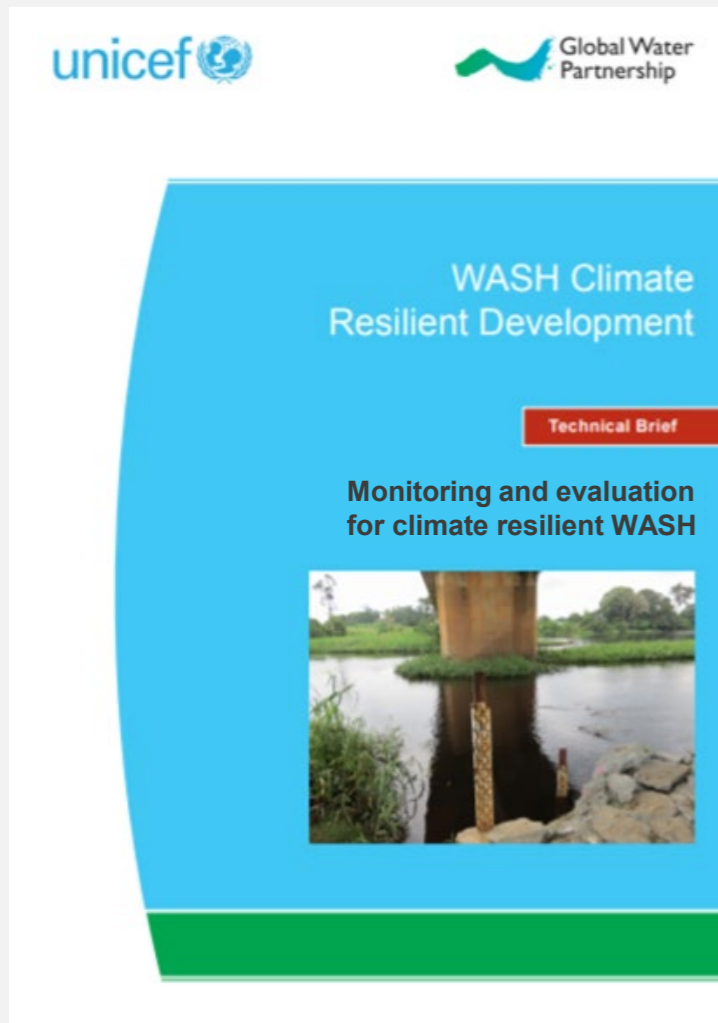 unicef
Global Water
Partnership
WASH Climate
Resilient Development
Technical Brief
Monitoring and evaluation
for climate resilient WASH